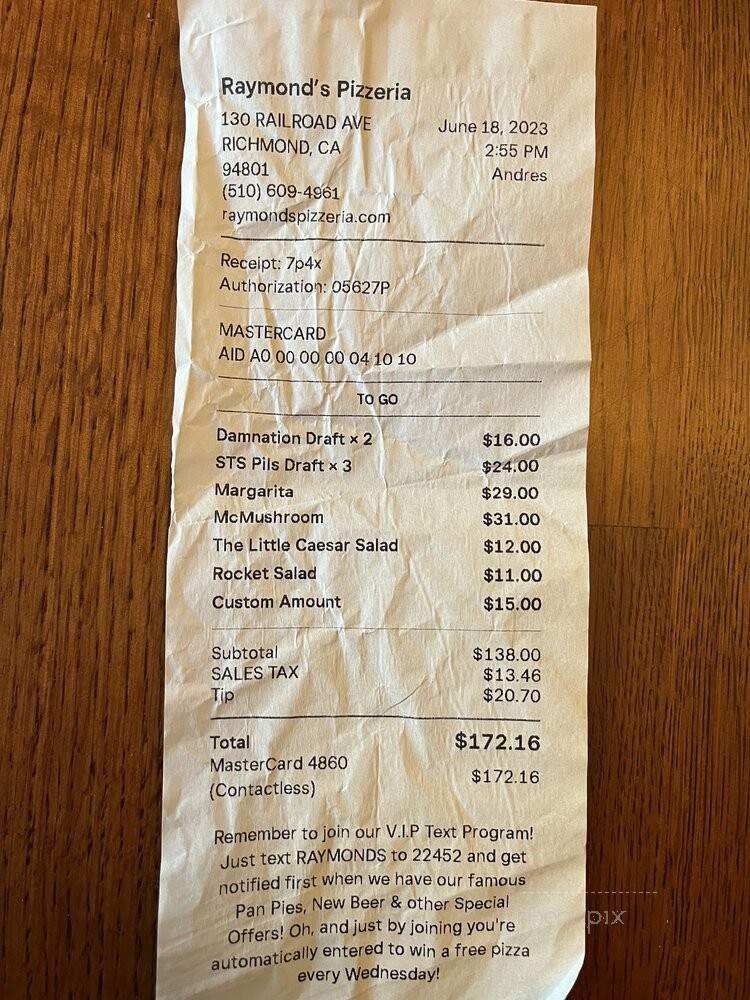 Raymond's Pizzeria
130 RAILROAD AVE June 18, 2023
RICHMOND, CA 2:55 PM
94801 Andres
(510) 609-4961
raymondspizzeria.com
Receipt: 7p4x
Authorization: 05627P
MASTERCARD
AID A0 00 00 00 04 10 10
TO GO
Damnation Draft × 2 $16.00
STS Pils Draft × 3 $24.00
Margarita $29.00
McMushroom $31.00
The Little Caesar Salad $12.00
Rocket Salad $11.00
Custom Amount $15.00
Subtotal $138.00
SALES TAX $13.46
Tip $20.70
Total $172.16
MasterCard 4860 $172.16
(Contactless)
Remember to join our V.I.P Text Program!
Just text RAYMONDS to 22452 and get
notified first when we have our famous
Pan Pies, New Beer & other Special
Offers! Oh, and just by joining you're
automatically entered to win a free pizza
every Wednesday!